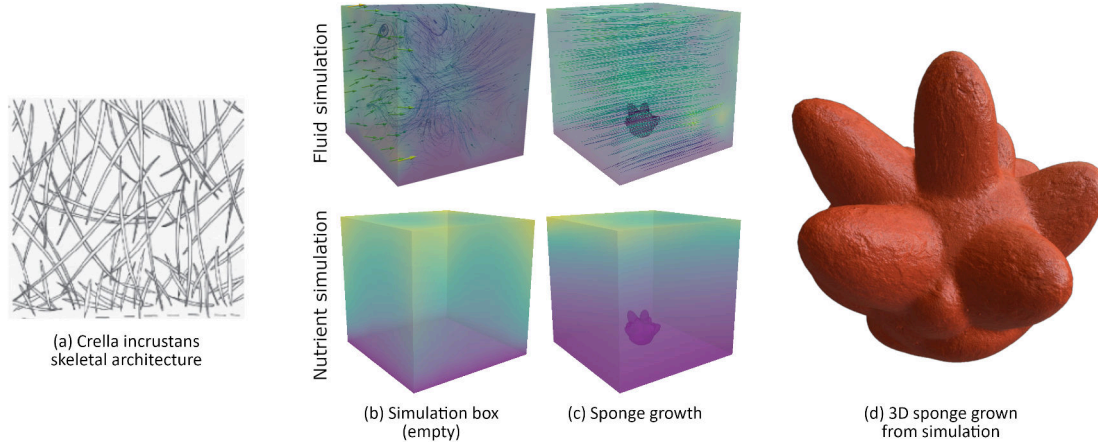 Fluid simulation
Nutrient simulation
(a) Crella incrustans
skeletal architecture
(b) Simulation box
(empty)
(c) Sponge growth
(d) 3D sponge grown
from simulation